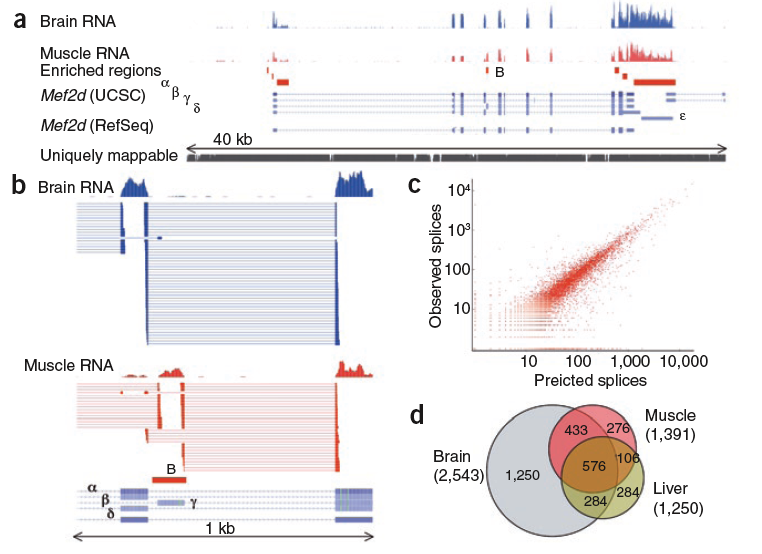 a
Brain RNA
Muscle RNA
Enriched regions
B
α β γ δ
Mef2d (UCSC)
ε
Mef2d (RefSeq)
40 kb
Uniquely mappable
b
Brain RNA
Muscle RNA
B
α
β
γ
δ
1 kb
c
Observed splices
10⁴
10³
100
10
10 100 1,000 10,000
Preicted splices
d
Brain
(2,543)
Muscle
(1,391)
Liver
(1,250)
433 276
1,250 576 106
284 284